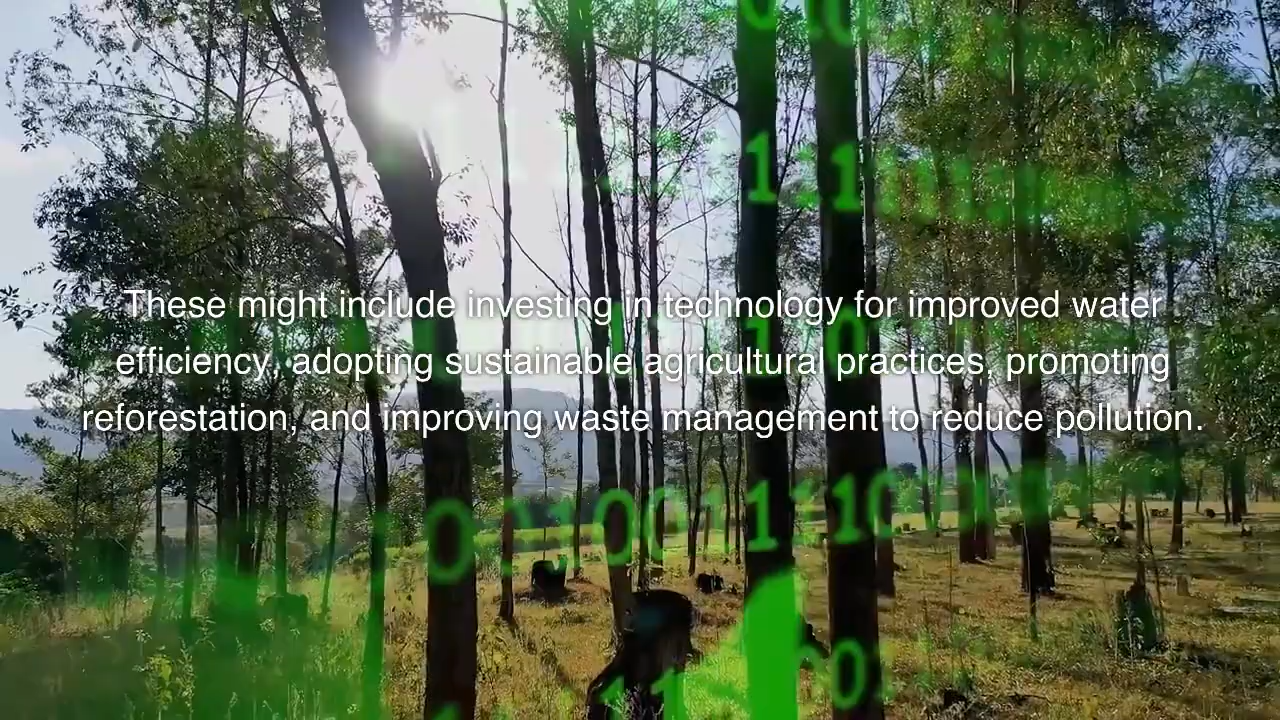 These might include investing in technology for improved water
efficiency, adopting sustainable agricultural practices, promoting
reforestation, and improving waste management to reduce pollution.